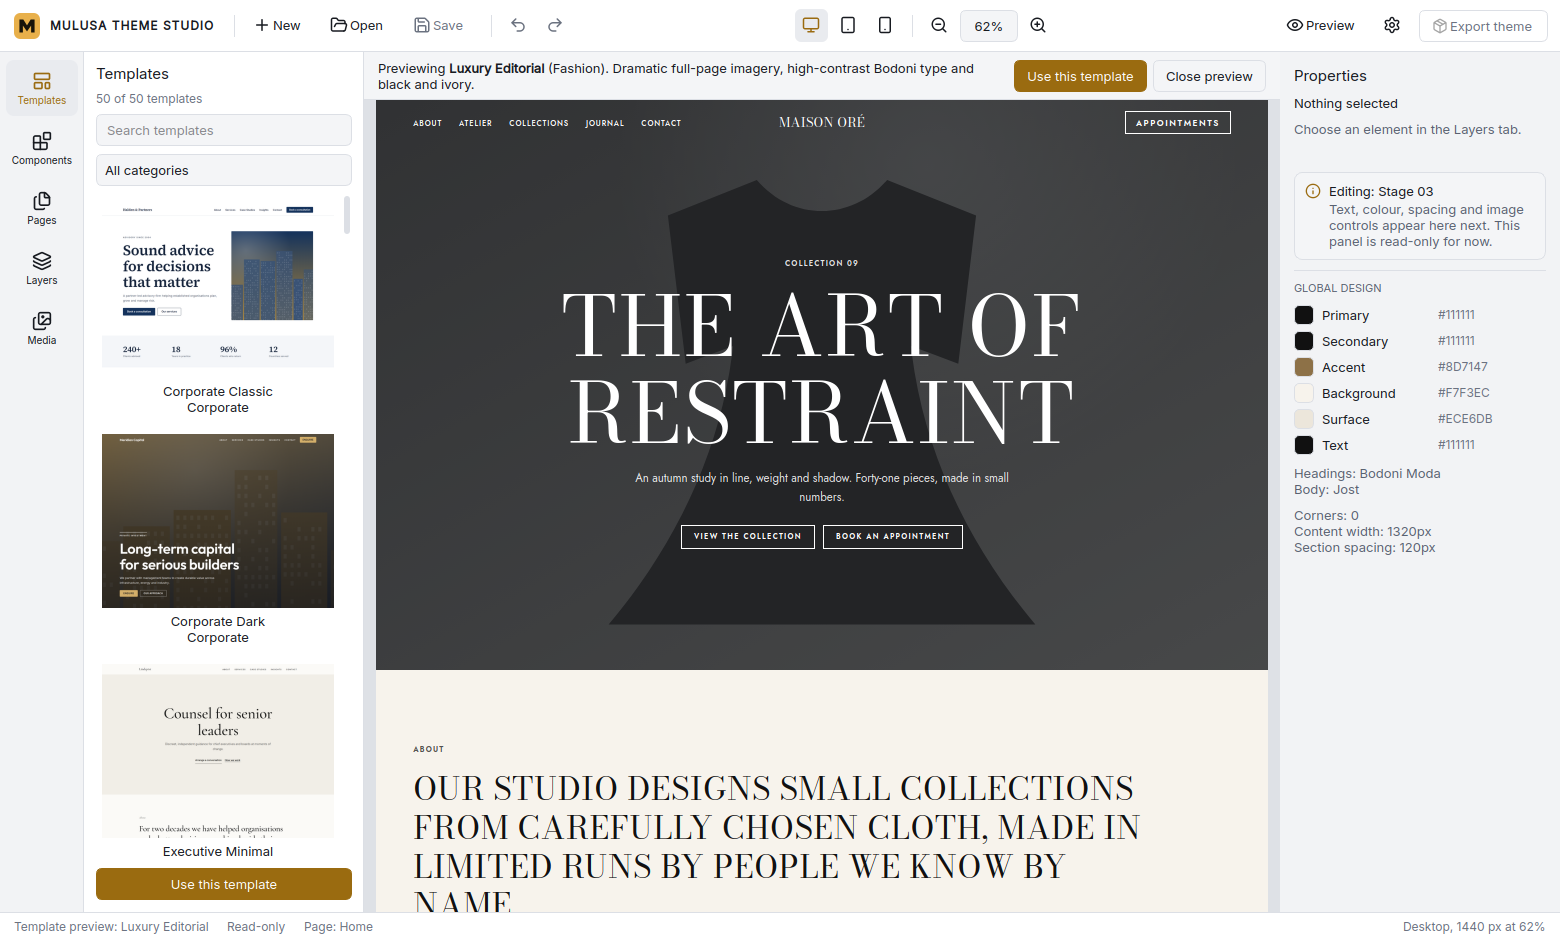 MULUSA THEME STUDIO
New
Open
Save
62%
Preview
Export theme
Templates
Components
Pages
Layers
Media
Templates
50 of 50 templates
Search templates
All categories
Sound advice
for decisions
that matter
240+
18
96%
12
Corporate Classic
Corporate
Long-term capital
for serious builders
Corporate Dark
Corporate
Counsel for senior
leaders
For two decades we have helped organisations
Executive Minimal
Use this template
Previewing Luxury Editorial (Fashion). Dramatic full-page imagery, high-contrast Bodoni type and
black and ivory.
Use this template
Close preview
ABOUT
ATELIER
COLLECTIONS
JOURNAL
CONTACT
MAISON ORÉ
APPOINTMENTS
COLLECTION 09
THE ART OF
RESTRAINT
An autumn study in line, weight and shadow. Forty-one pieces, made in small
numbers.
VIEW THE COLLECTION
BOOK AN APPOINTMENT
ABOUT
OUR STUDIO DESIGNS SMALL COLLECTIONS
FROM CAREFULLY CHOSEN CLOTH, MADE IN
LIMITED RUNS BY PEOPLE WE KNOW BY
NAME
Properties
Nothing selected
Choose an element in the Layers tab.
Editing: Stage 03
Text, colour, spacing and image
controls appear here next. This
panel is read-only for now.
GLOBAL DESIGN
Primary #111111
Secondary #111111
Accent #8D7147
Background #F7F3EC
Surface #ECE6DB
Text #111111
Headings: Bodoni Moda
Body: Jost
Corners: 0
Content width: 1320px
Section spacing: 120px
Template preview: Luxury Editorial
Read-only
Page: Home
Desktop, 1440 px at 62%